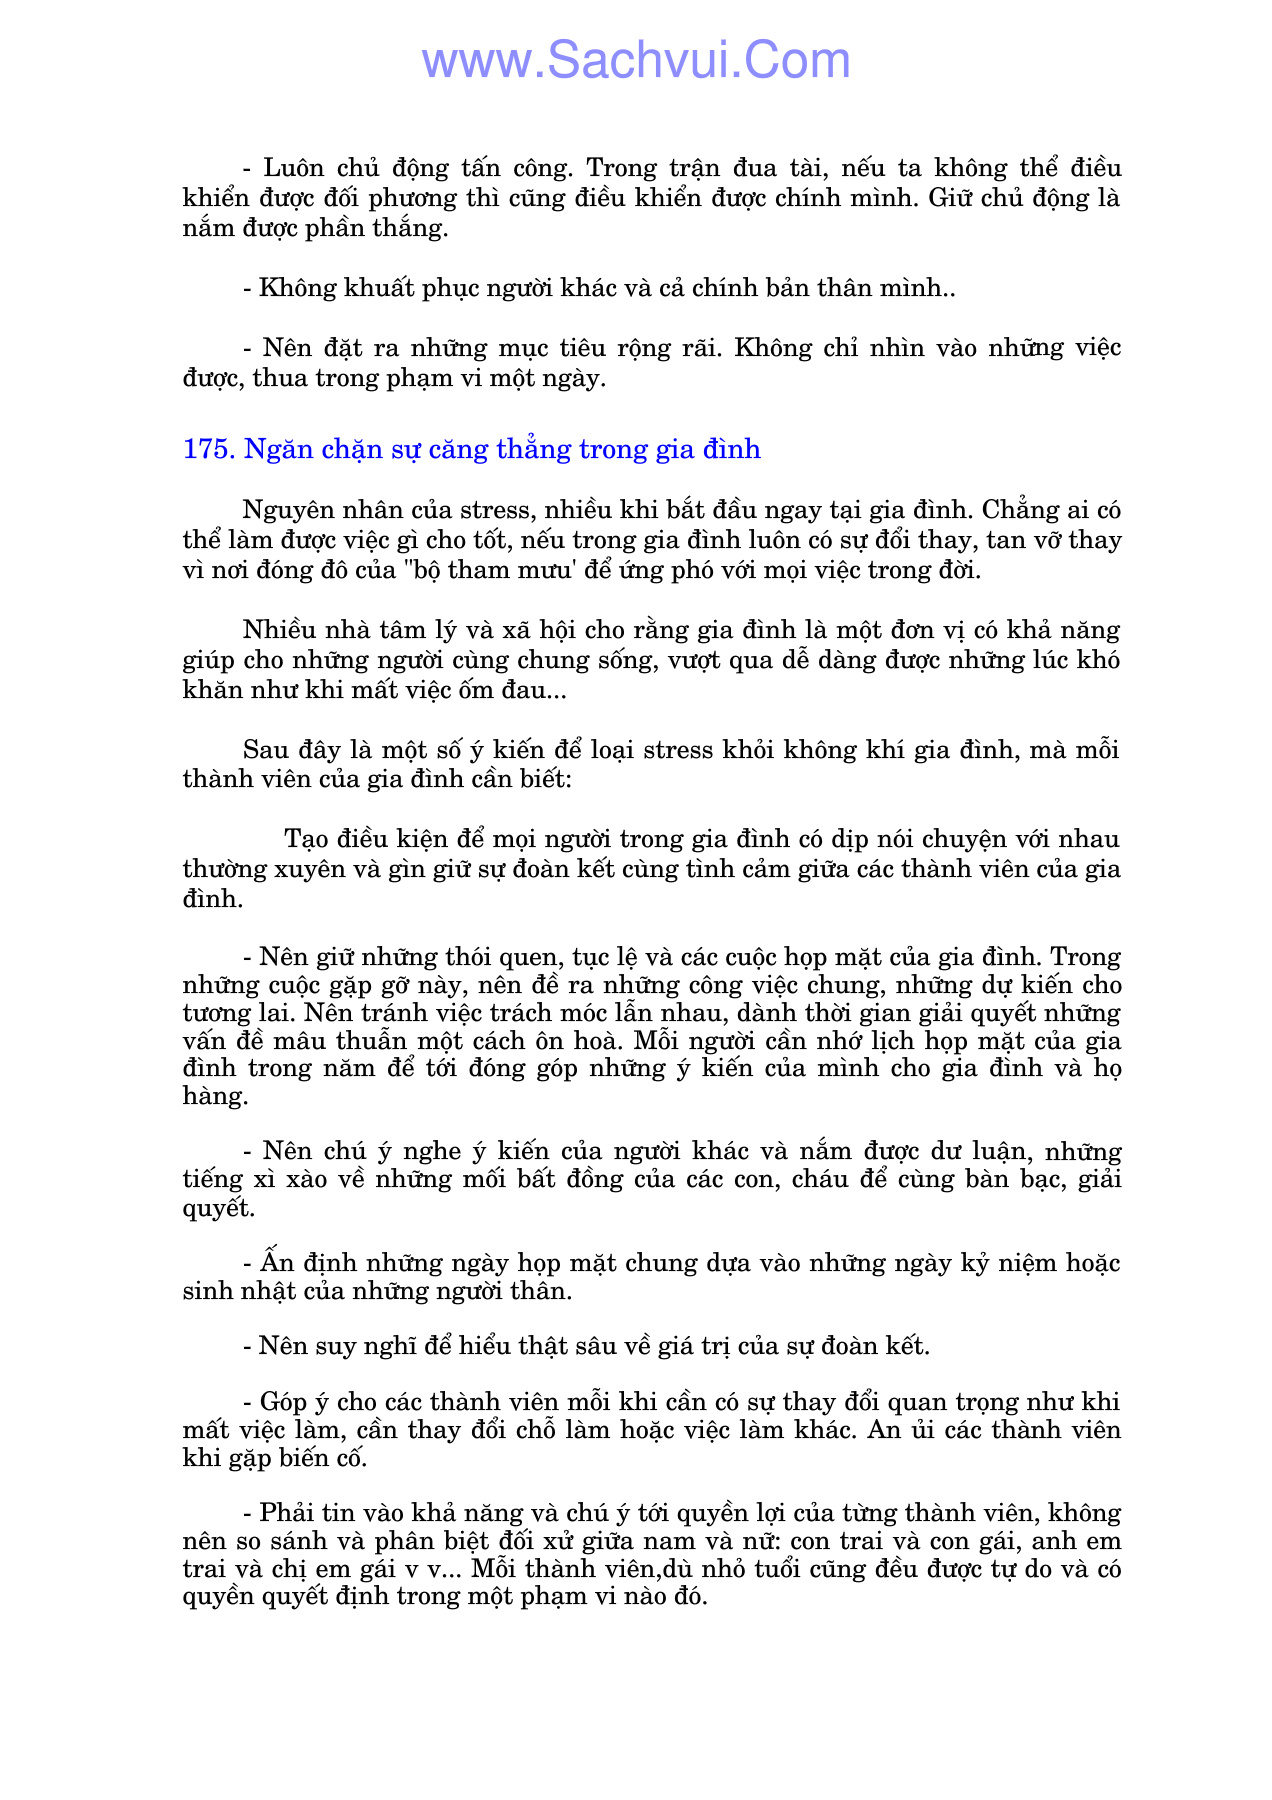 www.Sachvui.Com
- Luôn chủ động tấn công. Trong trận đua tài, nếu ta không thể điều
khiển được đối phương thì cũng điều khiển được chính mình. Giữ chủ động là
nắm được phần thắng.
- Không khuất phục người khác và cả chính bản thân mình..
- Nên đặt ra những mục tiêu rộng rãi. Không chỉ nhìn vào những việc
được, thua trong phạm vi một ngày.
175. Ngăn chặn sự căng thẳng trong gia đình
Nguyên nhân của stress, nhiều khi bắt đầu ngay tại gia đình. Chẳng ai có
thể làm được việc gì cho tốt, nếu trong gia đình luôn có sự đổi thay, tan vỡ thay
vì nơi đóng đô của "bộ tham mưu' để ứng phó với mọi việc trong đời.
Nhiều nhà tâm lý và xã hội cho rằng gia đình là một đơn vị có khả năng
giúp cho những người cùng chung sống, vượt qua dễ dàng được những lúc khó
khăn như khi mất việc ốm đau...
Sau đây là một số ý kiến để loại stress khỏi không khí gia đình, mà mỗi
thành viên của gia đình cần biết:
Tạo điều kiện để mọi người trong gia đình có dịp nói chuyện với nhau
thường xuyên và gìn giữ sự đoàn kết cùng tình cảm giữa các thành viên của gia
đình.
- Nên giữ những thói quen, tục lệ và các cuộc họp mặt của gia đình. Trong
những cuộc gặp gỡ này, nên đề ra những công việc chung, những dự kiến cho
tương lai. Nên tránh việc trách móc lẫn nhau, dành thời gian giải quyết những
vấn đề mâu thuẫn một cách ôn hoà. Mỗi người cần nhớ lịch họp mặt của gia
đình trong năm để tới đóng góp những ý kiến của mình cho gia đình và họ
hàng.
- Nên chú ý nghe ý kiến của người khác và nắm được dư luận, những
tiếng xì xào về những mối bất đồng của các con, cháu để cùng bàn bạc, giải
quyết.
- Ấn định những ngày họp mặt chung dựa vào những ngày kỷ niệm hoặc
sinh nhật của những người thân.
- Nên suy nghĩ để hiểu thật sâu về giá trị của sự đoàn kết.
- Góp ý cho các thành viên mỗi khi cần có sự thay đổi quan trọng như khi
mất việc làm, cần thay đổi chỗ làm hoặc việc làm khác. An ủi các thành viên
khi gặp biến cố.
- Phải tin vào khả năng và chú ý tới quyền lợi của từng thành viên, không
nên so sánh và phân biệt đối xử giữa nam và nữ: con trai và con gái, anh em
trai và chị em gái v v... Mỗi thành viên,dù nhỏ tuổi cũng đều được tự do và có
quyền quyết định trong một phạm vi nào đó.